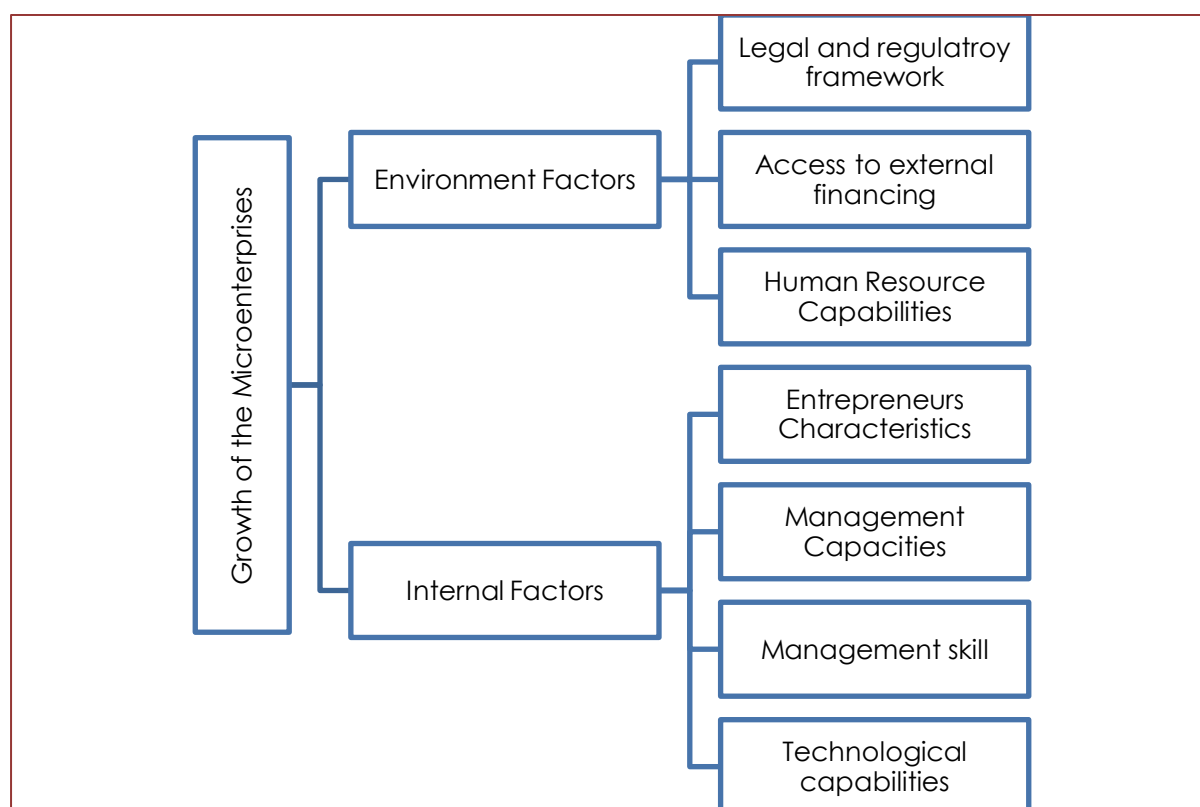 Growth of the Microenterprises
Environment Factors
Legal and regulatroy
framework
Access to external
financing
Human Resource
Capabilities
Internal Factors
Entrepreneurs
Characteristics
Management
Capacities
Management skill
Technological
capabilities